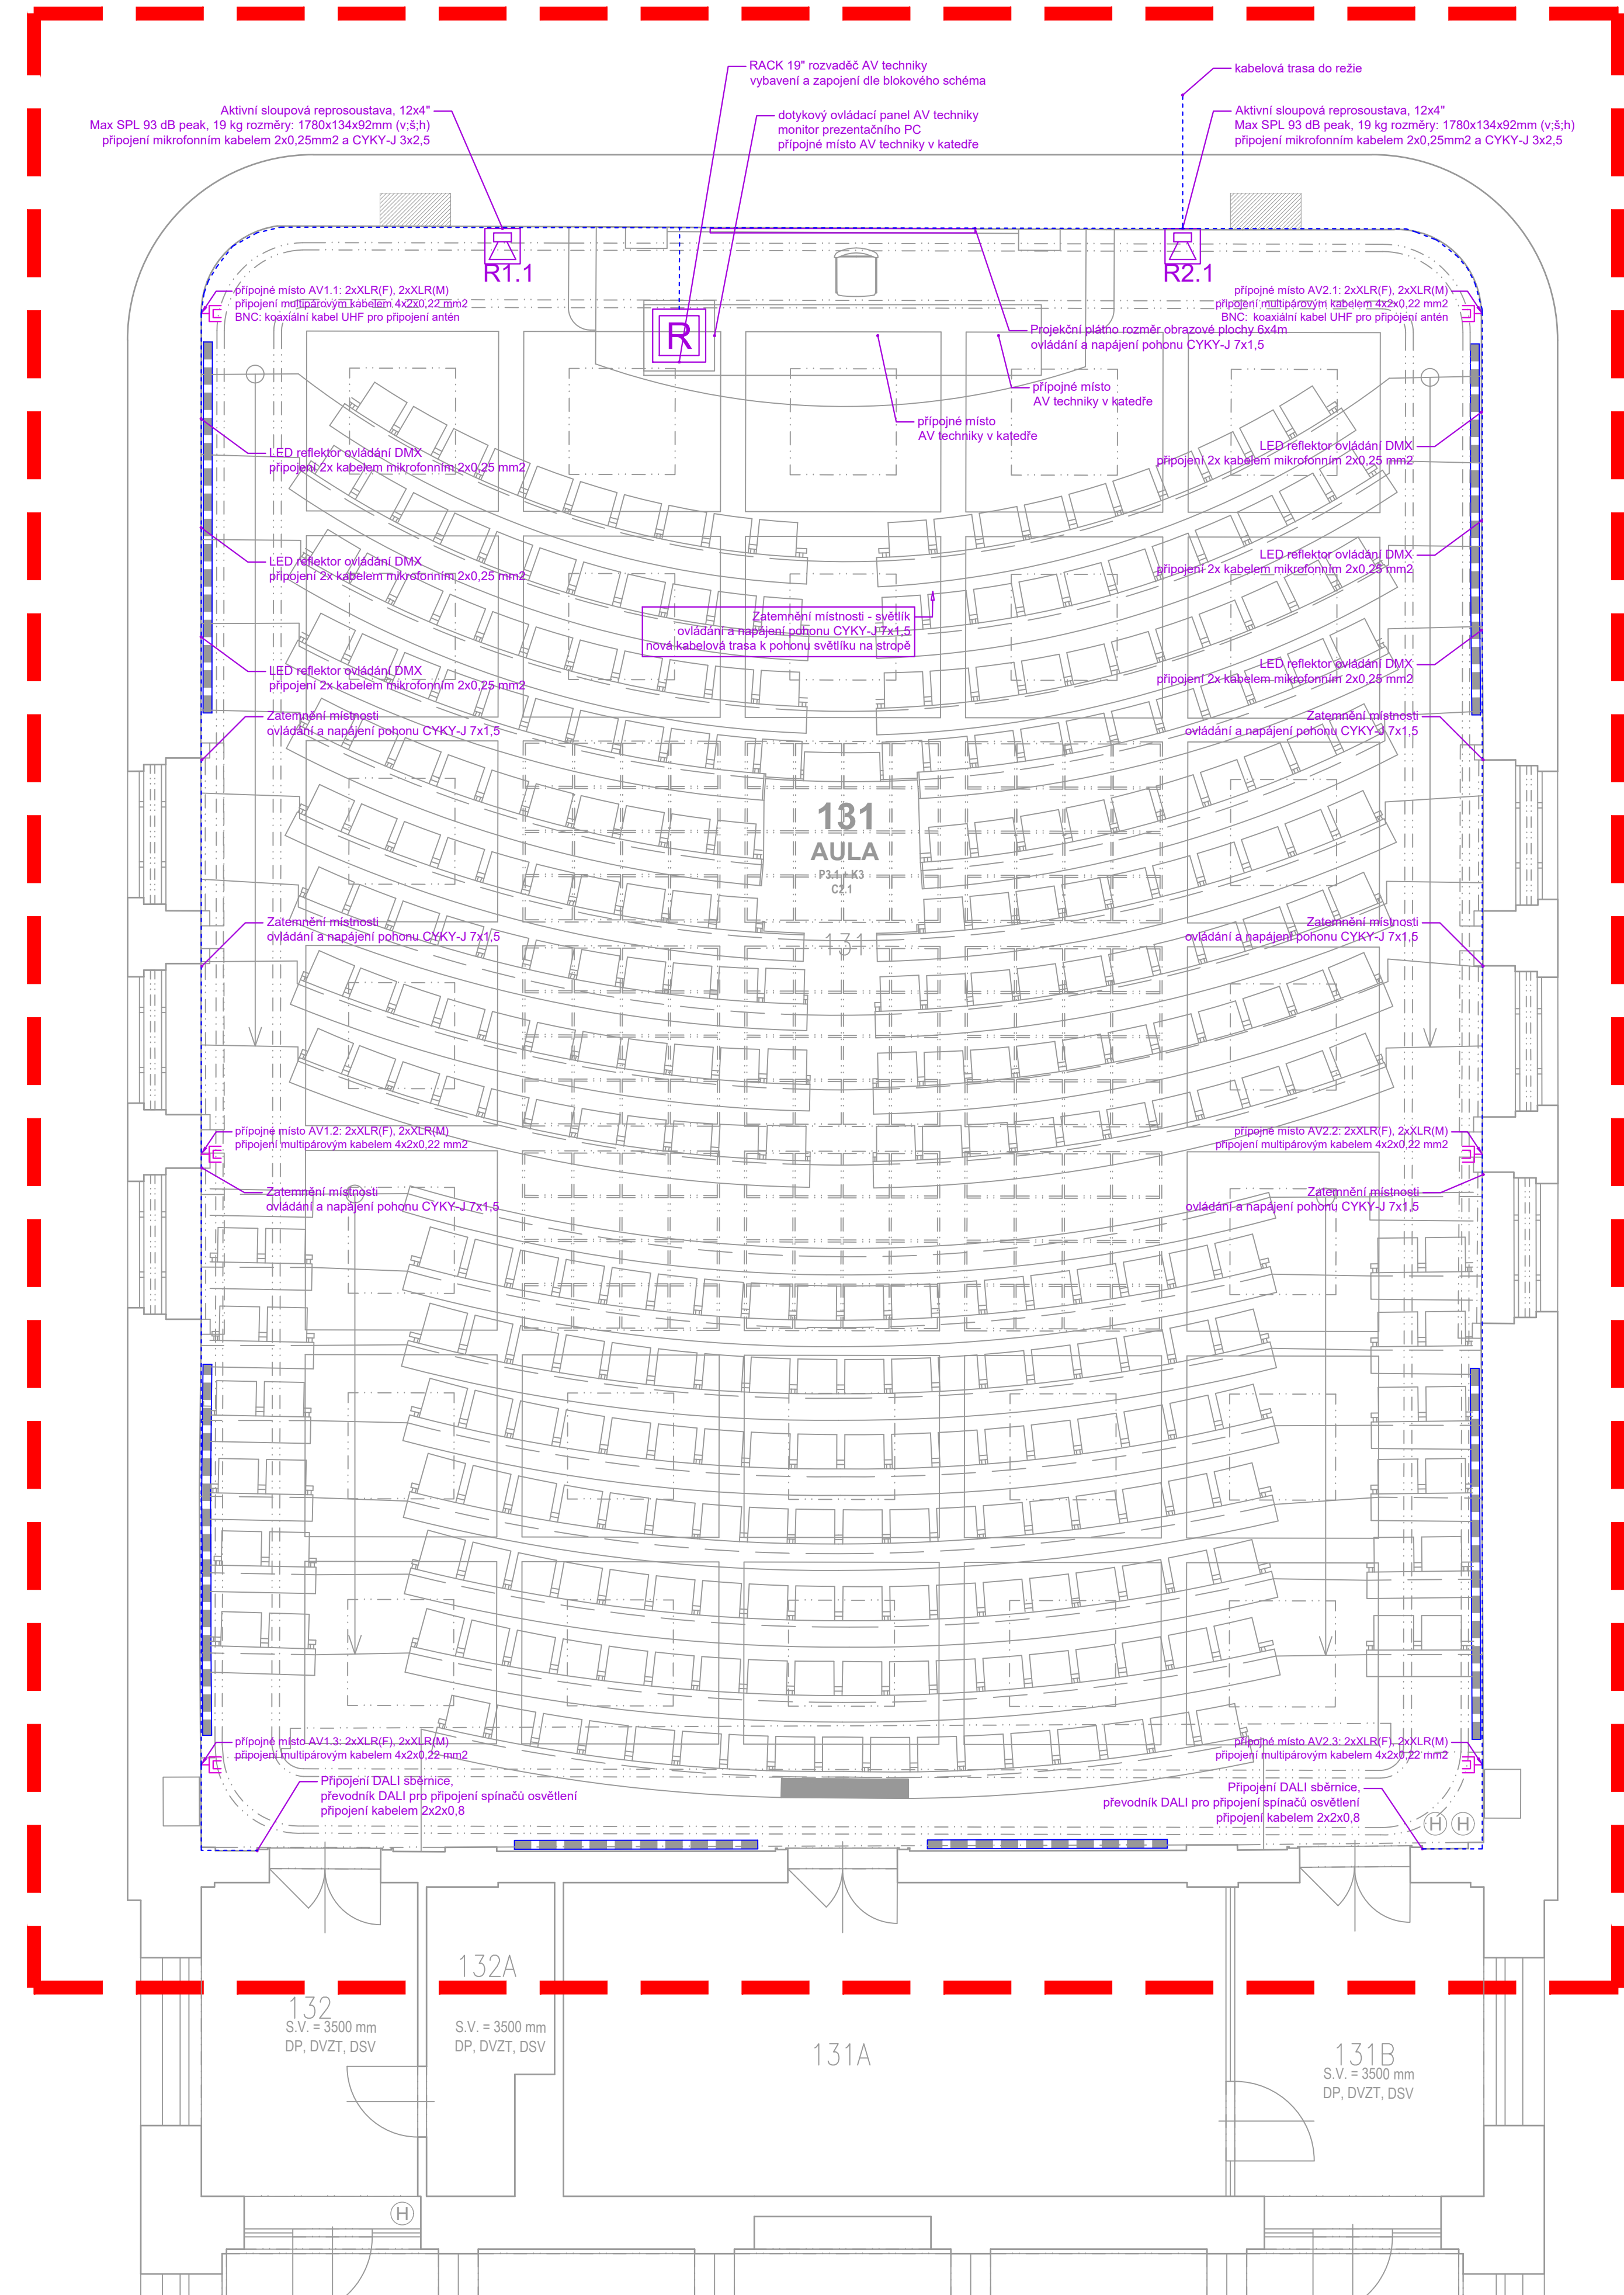 RACK 19" rozvaděč AV techniky
vybavení a zapojení dle blokového schéma
kabelová trasa do režie
Aktivní sloupová reprosoustava, 12x4"
Max SPL 93 dB peak, 19 kg rozměry: 1780x134x92mm (v;š;h)
připojení mikrofonním kabelem 2x0,25mm2 a CYKY-J 3x2,5
dotykový ovládací panel AV techniky
monitor prezentačního PC
přípojné místo AV techniky v katedře
Aktivní sloupová reprosoustava, 12x4"
Max SPL 93 dB peak, 19 kg rozměry: 1780x134x92mm (v;š;h)
připojení mikrofonním kabelem 2x0,25mm2 a CYKY-J 3x2,5
R1.1
R2.1
přípojné místo AV1.1: 2xXLR(F), 2xXLR(M)
připojení multipárovým kabelem 4x2x0,22 mm2
BNC: koaxiální kabel UHF pro připojení antén
přípojné místo AV2.1: 2xXLR(F), 2xXLR(M)
připojení multipárovým kabelem 4x2x0,22 mm2
BNC: koaxiální kabel UHF pro připojení antén
R
Projekční plátno rozměr obrazové plochy 6x4m
ovládání a napájení pohonu CYKY-J 7x1,5
přípojné místo
AV techniky v katedře
přípojné místo
AV techniky v katedře
LED reflektor ovládání DMX
připojení 2x kabelem mikrofonním 2x0,25 mm2
LED reflektor ovládání DMX
připojení 2x kabelem mikrofonním 2x0,25 mm2
LED reflektor ovládání DMX
připojení 2x kabelem mikrofonním 2x0,25 mm2
LED reflektor ovládání DMX
připojení 2x kabelem mikrofonním 2x0,25 mm2
Zatemnění místnosti - světlík
ovládání a napájení pohonu CYKY-J 7x1,5
nová kabelová trasa k pohonu světlíku na stropě
LED reflektor ovládání DMX
připojení 2x kabelem mikrofonním 2x0,25 mm2
LED reflektor ovládání DMX
připojení 2x kabelem mikrofonním 2x0,25 mm2
Zatemnění místnosti
ovládání a napájení pohonu CYKY-J 7x1,5
Zatemnění místnosti
ovládání a napájení pohonu CYKY-J 7x1,5
131
AULA
P3.1 + K3
C2.1
131
Zatemnění místnosti
ovládání a napájení pohonu CYKY-J 7x1,5
Zatemnění místnosti
ovládání a napájení pohonu CYKY-J 7x1,5
přípojné místo AV1.2: 2xXLR(F), 2xXLR(M)
připojení multipárovým kabelem 4x2x0,22 mm2
přípojné místo AV2.2: 2xXLR(F), 2xXLR(M)
připojení multipárovým kabelem 4x2x0,22 mm2
Zatemnění místnosti
ovládání a napájení pohonu CYKY-J 7x1,5
Zatemnění místnosti
ovládání a napájení pohonu CYKY-J 7x1,5
přípojné místo AV1.3: 2xXLR(F), 2xXLR(M)
připojení multipárovým kabelem 4x2x0,22 mm2
přípojné místo AV2.3: 2xXLR(F), 2xXLR(M)
připojení multipárovým kabelem 4x2x0,22 mm2
Připojení DALI sběrnice,
převodník DALI pro připojení spínačů osvětlení
připojení kabelem 2x2x0,8
Připojení DALI sběrnice,
převodník DALI pro připojení spínačů osvětlení
připojení kabelem 2x2x0,8
H H
132A
S.V. = 3500 mm
DP, DVZT, DSV
132
S.V. = 3500 mm
DP, DVZT, DSV
131A
131B
S.V. = 3500 mm
DP, DVZT, DSV
H